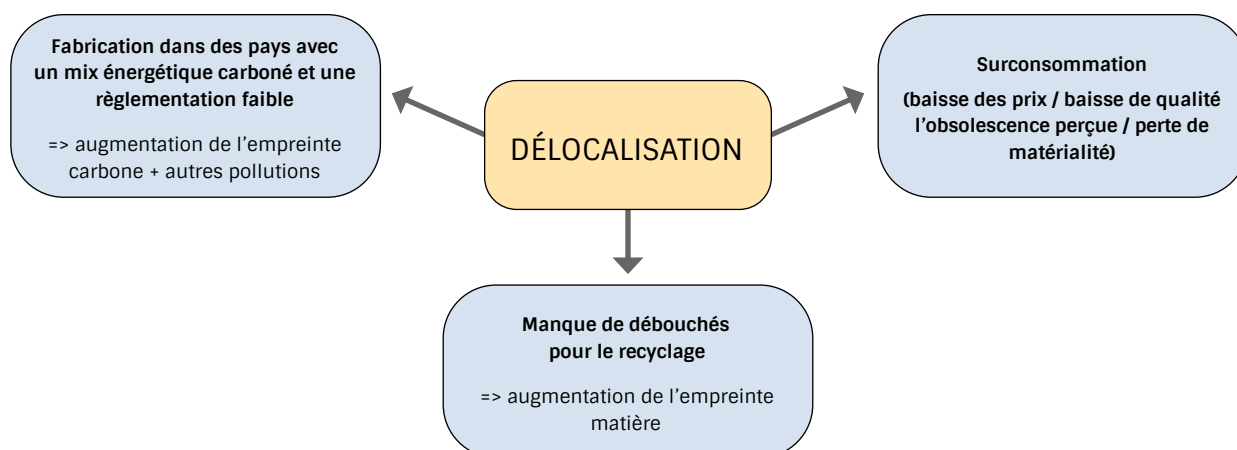 Fabrication dans des pays avec
un mix énergétique carboné et une
règlementation faible
=> augmentation de l'empreinte
carbone + autres pollutions
DÉLOCALISATION
Surconsommation
(baisse des prix / baisse de qualité
l'obsolescence perçue / perte de
matérialité)
Manque de débouchés
pour le recyclage
=> augmentation de l'empreinte
matière